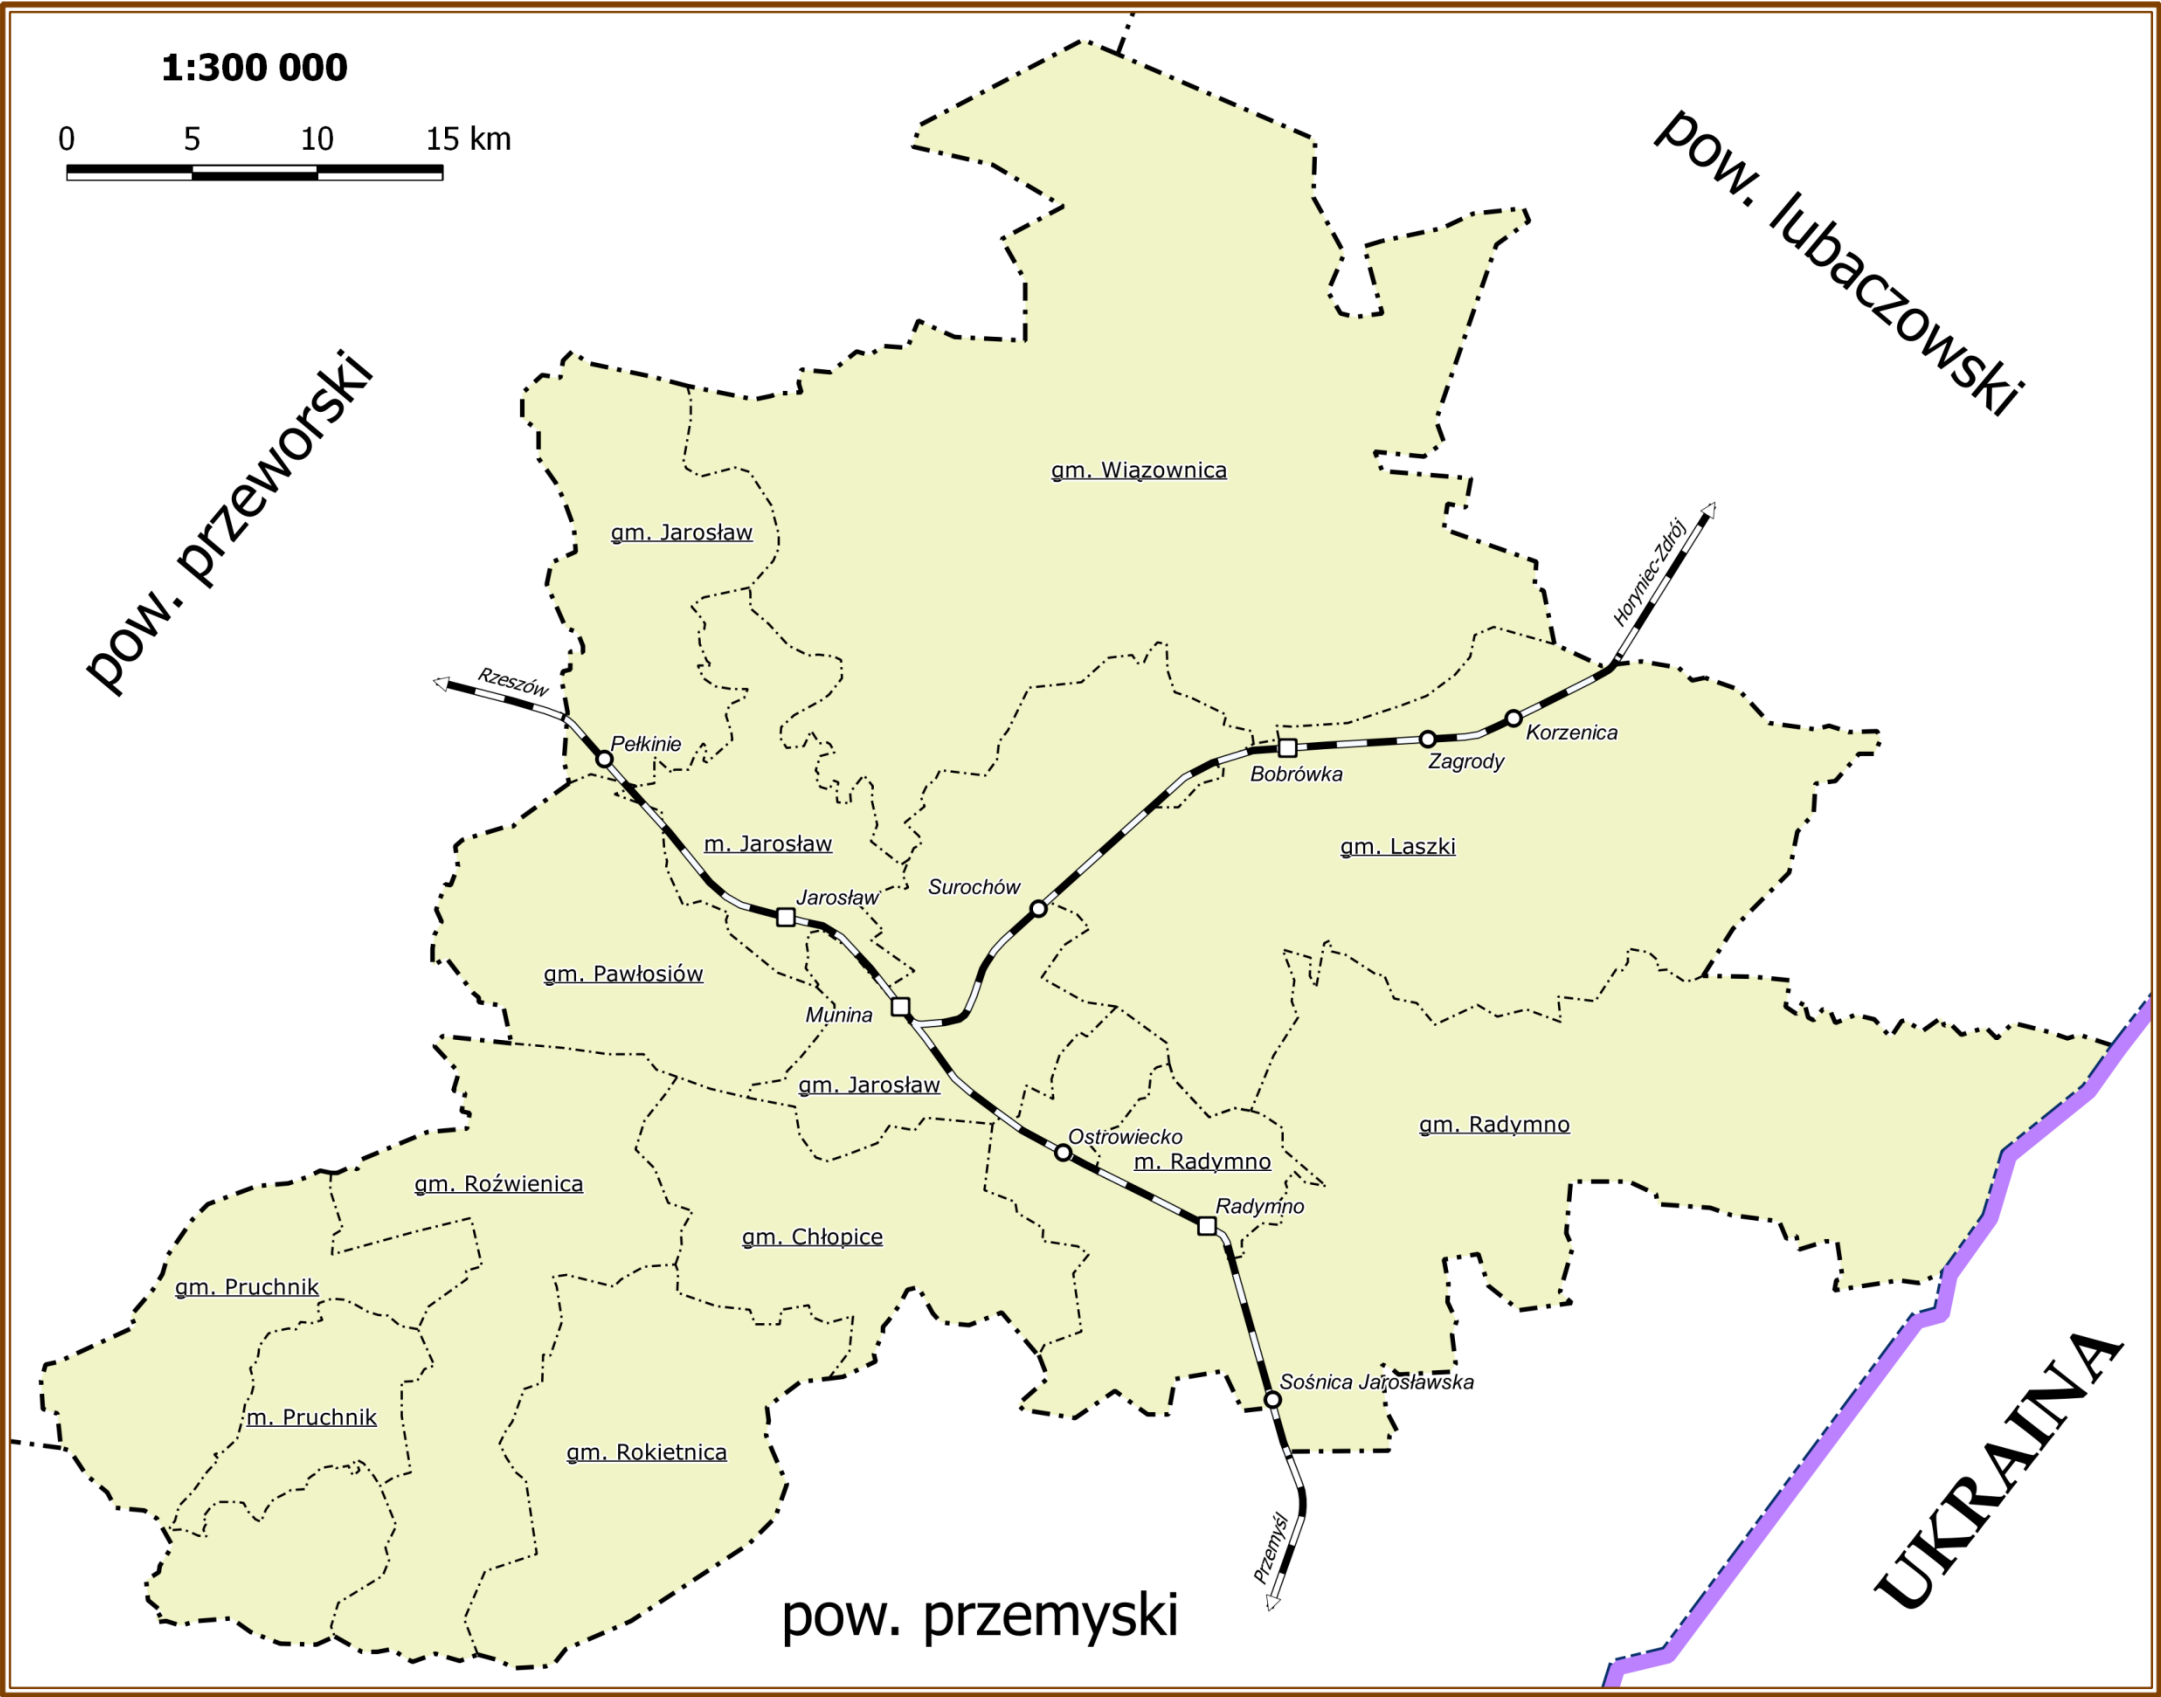 1:300 000
0 5 10 15 km
pow. lubaczowski
pow. przeworski
gm. Wiązownica
gm. Jarosław
Horyniec-Zdrój
Rzeszów
Pełkinie
Korzenica
Zagrody
Bobrówka
m. Jarosław
gm. Laszki
Surochów
Jarosław
gm. Pawłosiów
Munina
gm. Jarosław
gm. Radymno
Ostrowiecko
m. Radymno
gm. Roźwienica
Radymno
gm. Chłopice
gm. Pruchnik
Sośnica Jarosławska
m. Pruchnik
gm. Rokietnica
UKRAINA
Przemyśl
pow. przemyski